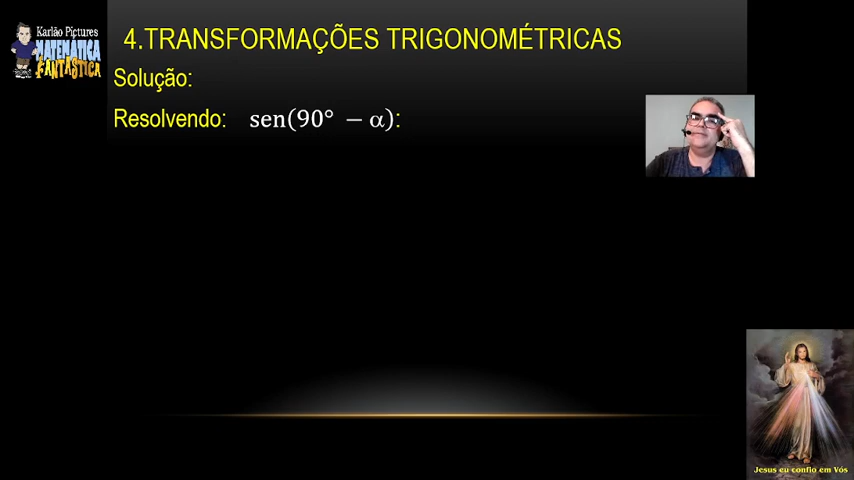 Karlão Pictures
MATEMÁTICA
FANTÁSTICA
4.TRANSFORMAÇÕES TRIGONOMÉTRICAS
Solução:
Resolvendo: sen(90° − α):
Jesus eu confio em Vós